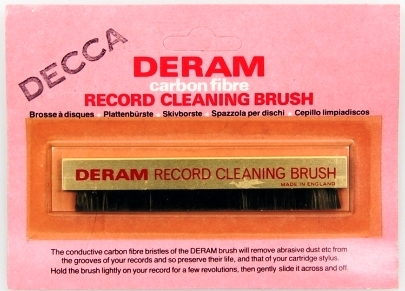 DECCA
DERAM
carbon fibre
RECORD CLEANING BRUSH
Brosse à disques Plattenbürste Skivborste Spazzola per dischi Cepillo limpiadiscos
DERAM RECORD CLEANING BRUSH
MADE IN ENGLAND
The conductive carbon fibre bristles of the DERAM brush will remove abrasive dust etc from
the grooves of your records and so preserve their life, and that of your cartridge stylus.
Hold the brush lightly on your record for a few revolutions, then gently slide it across and off.